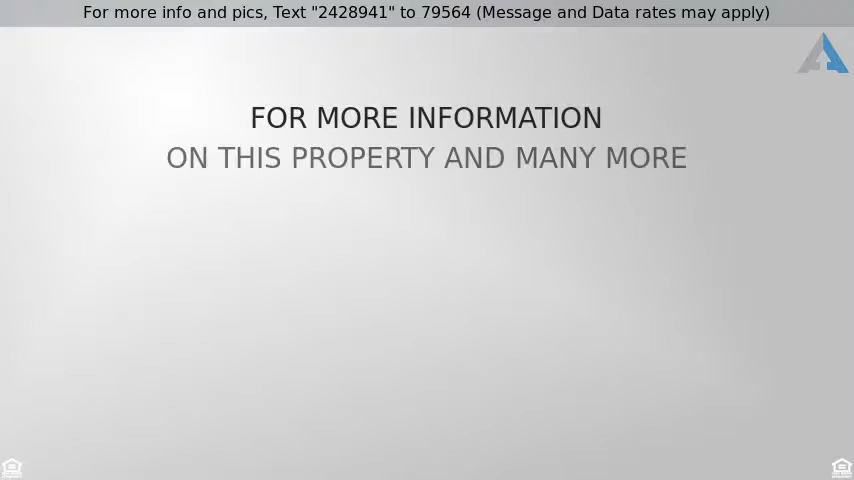 For more info and pics, Text "2428941" to 79564 (Message and Data rates may apply)
FOR MORE INFORMATION
ON THIS PROPERTY AND MANY MORE